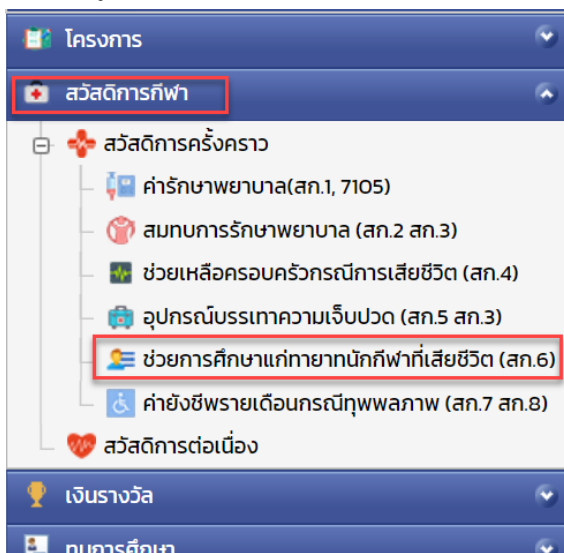 โครงการ
สวัสดิการกีฬา
สวัสดิการครั้งคราว
ค่ารักษาพยาบาล(สก.1, 7105)
สมทบการรักษาพยาบาล (สก.2 สก.3)
ช่วยเหลือครอบครัวกรณีการเสียชีวิต (สก.4)
อุปกรณ์บรรเทาความเจ็บปวด (สก.5 สก.3)
ช่วยการศึกษาแก่ทายาทนักกีฬาที่เสียชีวิต (สก.6)
ค่ายังชีพรายเดือนกรณีทุพพลภาพ (สก.7 สก.8)
สวัสดิการต่อเนื่อง
เงินรางวัล
ทุนการศึกษา